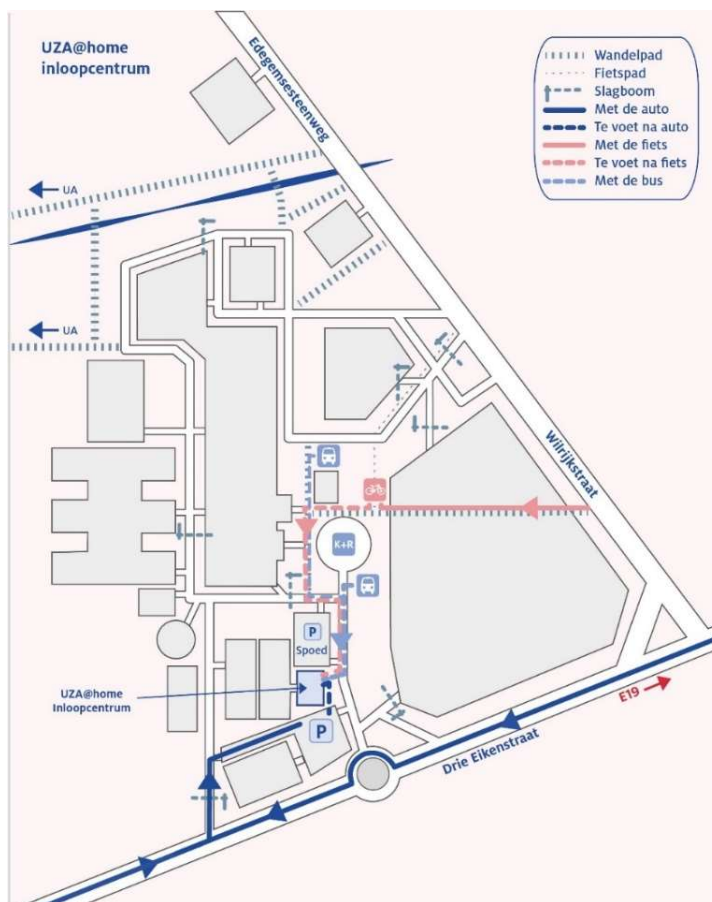 UZA@home
inloopcentrum
Edegemsesteenweg
Wandelpad
Fietspad
Slagboom
Met de auto
Te voet na auto
Met de fiets
Te voet na fiets
Met de bus
UA
UA
Wilrijkstraat
K+R
P
Spoed
UZA@home
Inloopcentrum
P
E19
Drie Eikenstraat